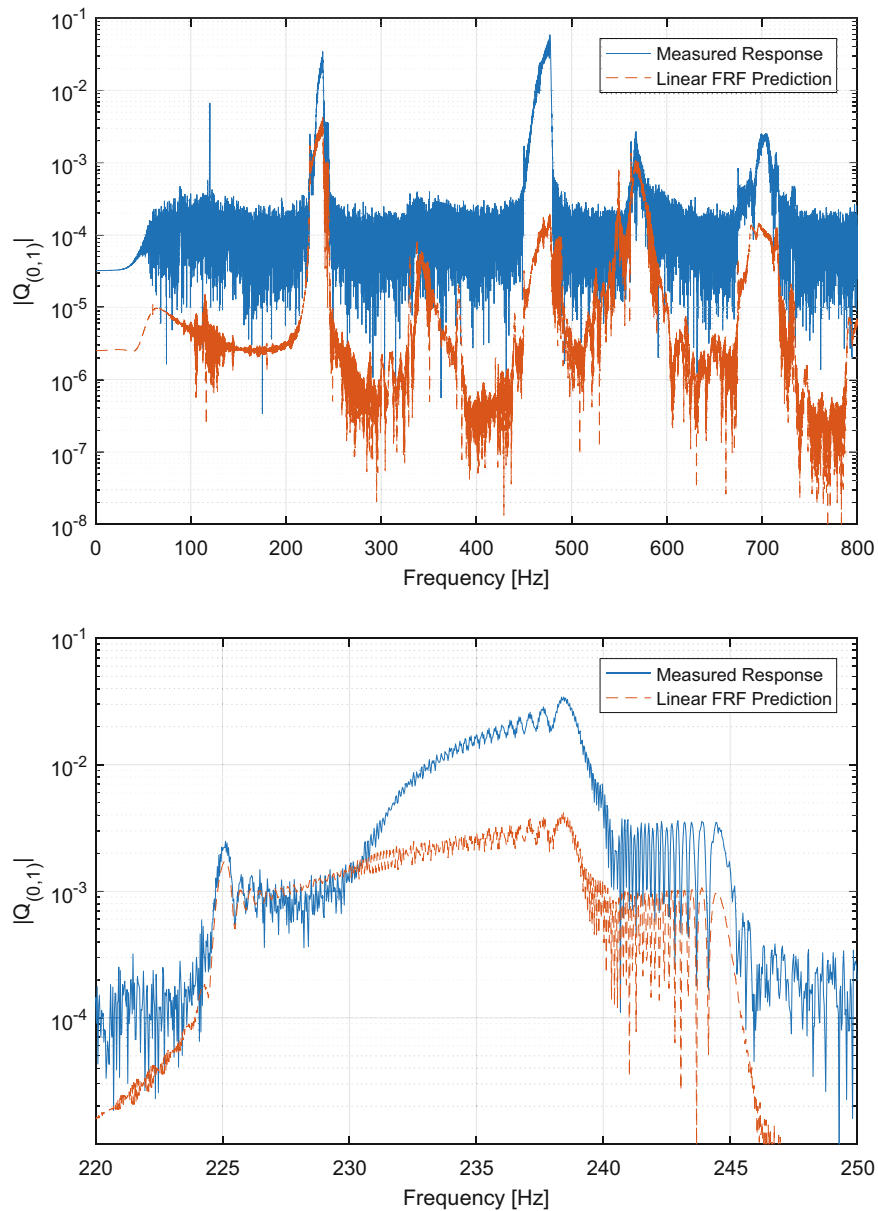 10^-1
10^-2
10^-3
10^-4
10^-5
10^-6
10^-7
10^-8
|Q_(0,1)|
Measured Response
Linear FRF Prediction
0 100 200 300 400 500 600 700 800
Frequency [Hz]
10^-1
10^-2
10^-3
10^-4
|Q_(0,1)|
Measured Response
Linear FRF Prediction
220 225 230 235 240 245 250
Frequency [Hz]